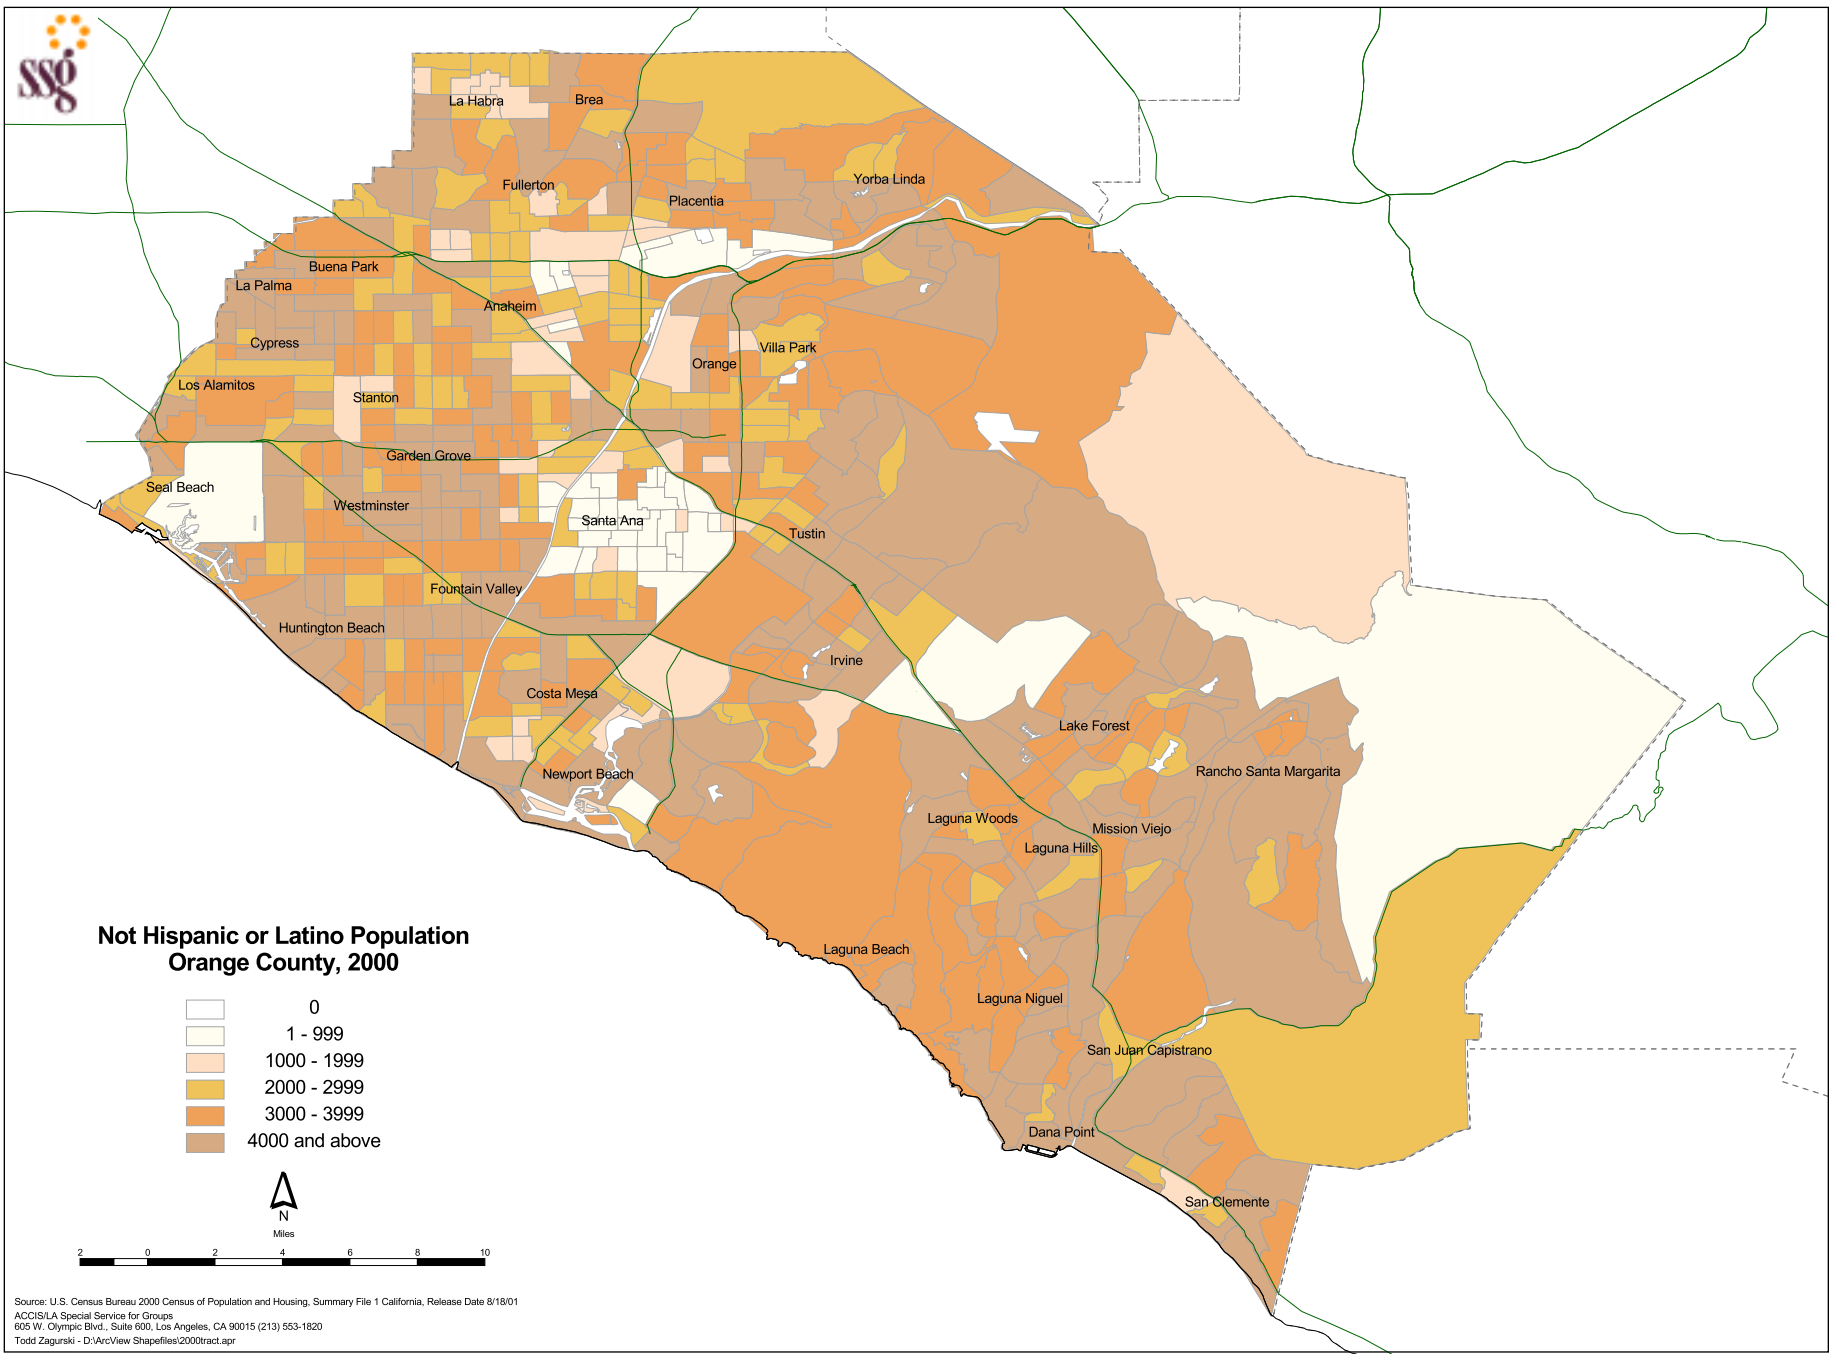 ssg
La Habra
Brea
Fullerton
Yorba Linda
Placentia
Buena Park
La Palma
Anaheim
Cypress
Villa Park
Orange
Los Alamitos
Stanton
Garden Grove
Seal Beach
Westminster
Santa Ana
Tustin
Fountain Valley
Huntington Beach
Irvine
Costa Mesa
Lake Forest
Newport Beach
Rancho Santa Margarita
Laguna Woods
Mission Viejo
Laguna Hills
Laguna Beach
Laguna Niguel
San Juan Capistrano
Dana Point
San Clemente
Not Hispanic or Latino Population
Orange County, 2000
0
1 - 999
1000 - 1999
2000 - 2999
3000 - 3999
4000 and above
N
Miles
2 0 2 4 6 8 10
Source: U.S. Census Bureau 2000 Census of Population and Housing, Summary File 1 California, Release Date 8/18/01
ACCIS/LA Special Service for Groups
605 W. Olympic Blvd., Suite 600, Los Angeles, CA 90015 (213) 553-1820
Todd Zagurski - D:\ArcView Shapefiles\2000tract.apr